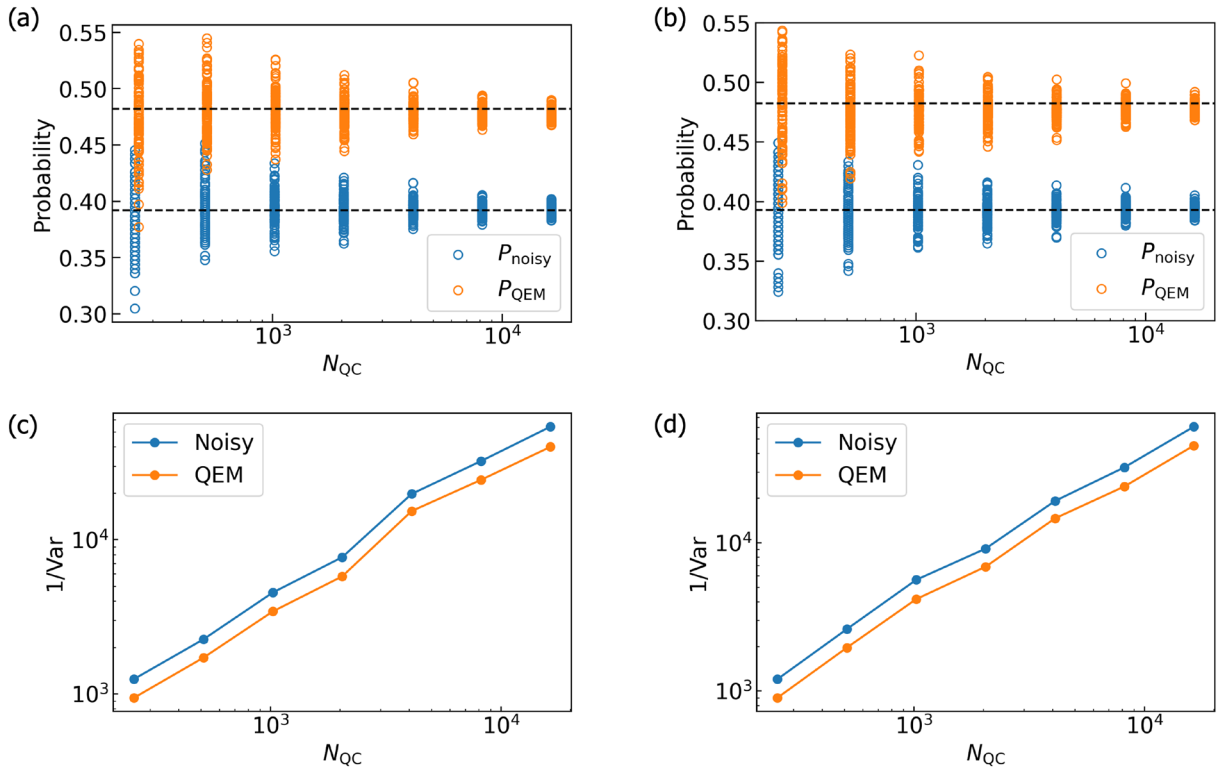 (a)
0.55
0.50
0.45
0.40
0.35
0.30
Probability
P_noisy
P_QEM
10^3
10^4
N_QC
(b)
0.55
0.50
0.45
0.40
0.35
0.30
Probability
P_noisy
P_QEM
10^3
10^4
N_QC
(c)
Noisy
QEM
10^4
10^3
1/Var
10^3
10^4
N_QC
(d)
Noisy
QEM
10^4
10^3
1/Var
10^3
10^4
N_QC